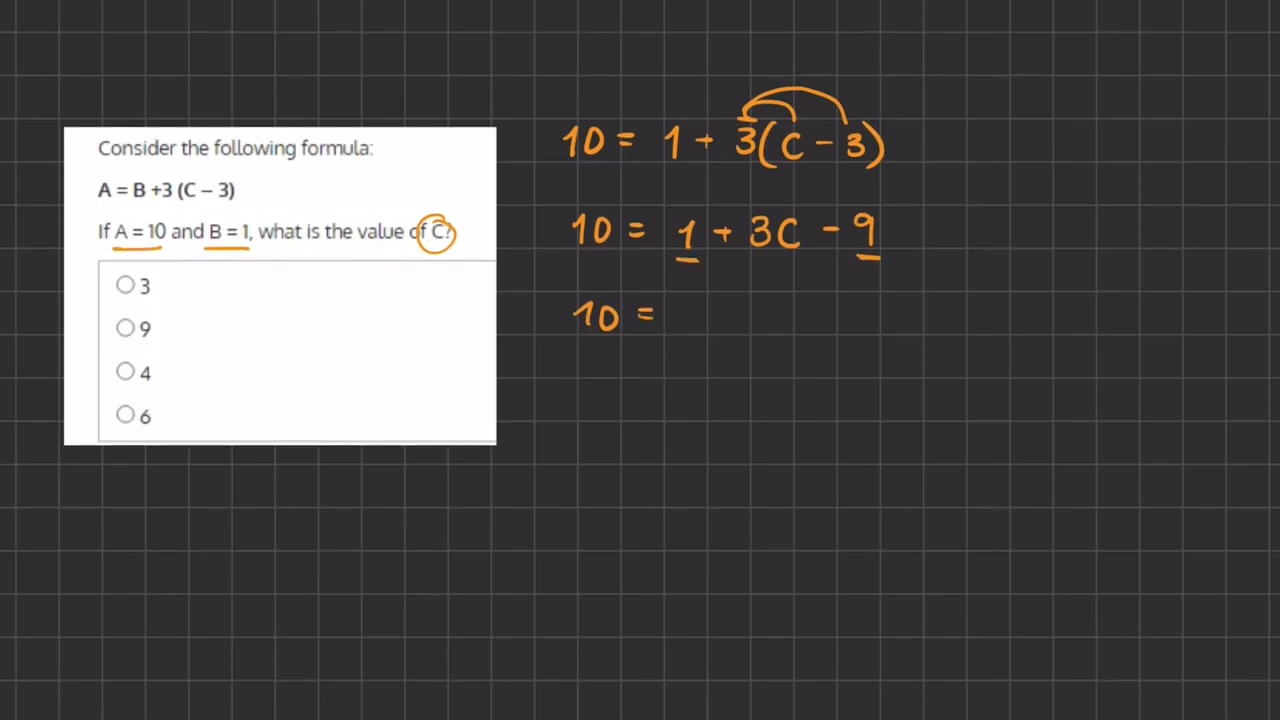 Consider the following formula:
A = B +3 (C – 3)
If A = 10 and B = 1, what is the value of C?
3
9
4
6
10 = 1 + 3(C - 3)
10 = 1 + 3C - 9
10 =